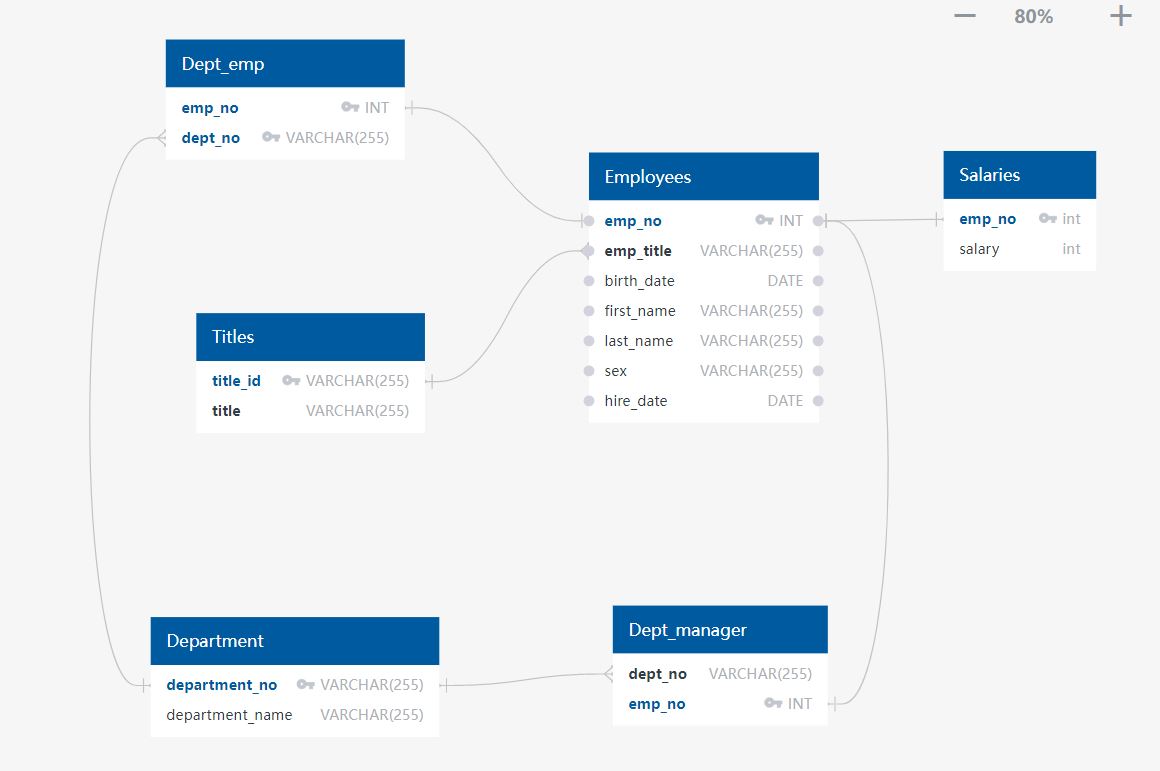 — 80% +
Dept_emp
emp_no INT
dept_no VARCHAR(255)
Employees
emp_no INT
emp_title VARCHAR(255)
birth_date DATE
first_name VARCHAR(255)
last_name VARCHAR(255)
sex VARCHAR(255)
hire_date DATE
Salaries
emp_no int
salary int
Titles
title_id VARCHAR(255)
title VARCHAR(255)
Department
department_no VARCHAR(255)
department_name VARCHAR(255)
Dept_manager
dept_no VARCHAR(255)
emp_no INT